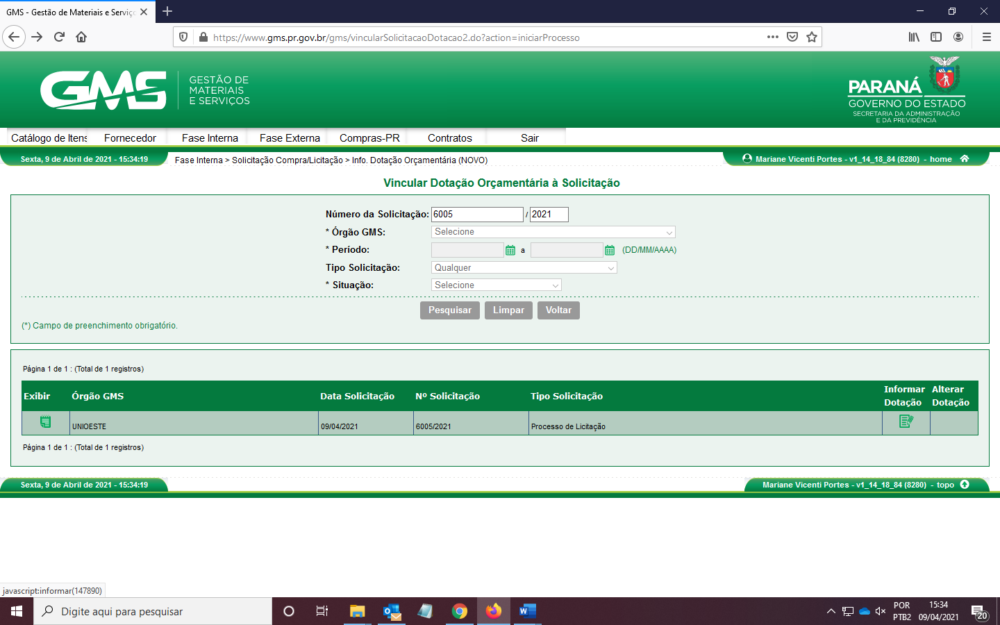 GMS - Gestão de Materiais e Serviço
https://www.gms.pr.gov.br/gms/vincularSolicitacaoDotacao2.do?action=iniciarProcesso
GMS
GESTÃO DE
MATERIAIS
E SERVIÇOS
PARANÁ
GOVERNO DO ESTADO
SECRETARIA DA ADMINISTRAÇÃO
E DA PREVIDÊNCIA
Catálogo de Itens Fornecedor Fase Interna Fase Externa Compras-PR Contratos Sair
Sexta, 9 de Abril de 2021 - 15:34:19 Fase Interna > Solicitação Compra/Licitação > Info. Dotação Orçamentária (NOVO) Mariane Vicenti Portes - v1_14_18_84 (8280) - home
Vincular Dotação Orçamentária à Solicitação
Número da Solicitação: 6005 / 2021
* Órgão GMS: Selecione
* Período: a (DD/MM/AAAA)
Tipo Solicitação: Qualquer
* Situação: Selecione
Pesquisar Limpar Voltar
(*) Campo de preenchimento obrigatório.
Página 1 de 1 : (Total de 1 registros)
Exibir Órgão GMS Data Solicitação Nº Solicitação Tipo Solicitação Informar Dotação Alterar Dotação
UNIOESTE 09/04/2021 6005/2021 Processo de Licitação
Página 1 de 1 : (Total de 1 registros)
Sexta, 9 de Abril de 2021 - 15:34:19 Mariane Vicenti Portes - v1_14_18_84 (8280) - topo
javascript:informar(147890)
Digite aqui para pesquisar
POR 15:34
PTB2 09/04/2021 20